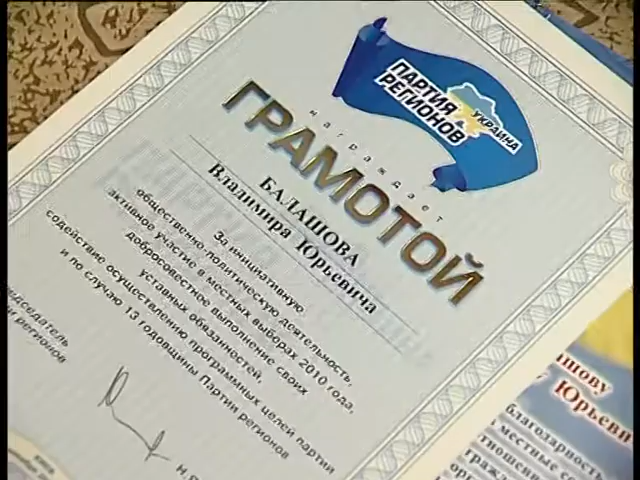 ПАРТИЯ
РЕГИОНОВ
УКРАИНА
награждает
ГРАМОТОЙ
БАЛАШОВА
Владимира Юрьевича
За инициативную
общественно-политическую деятельность,
активное участие в местных выборах 2010 года,
добросовестное выполнение своих
уставных обязанностей,
содействие осуществлению программных целей партии
и по случаю 13 годовщины Партии регионов
регионов
Юрьевич
благодарность
местные